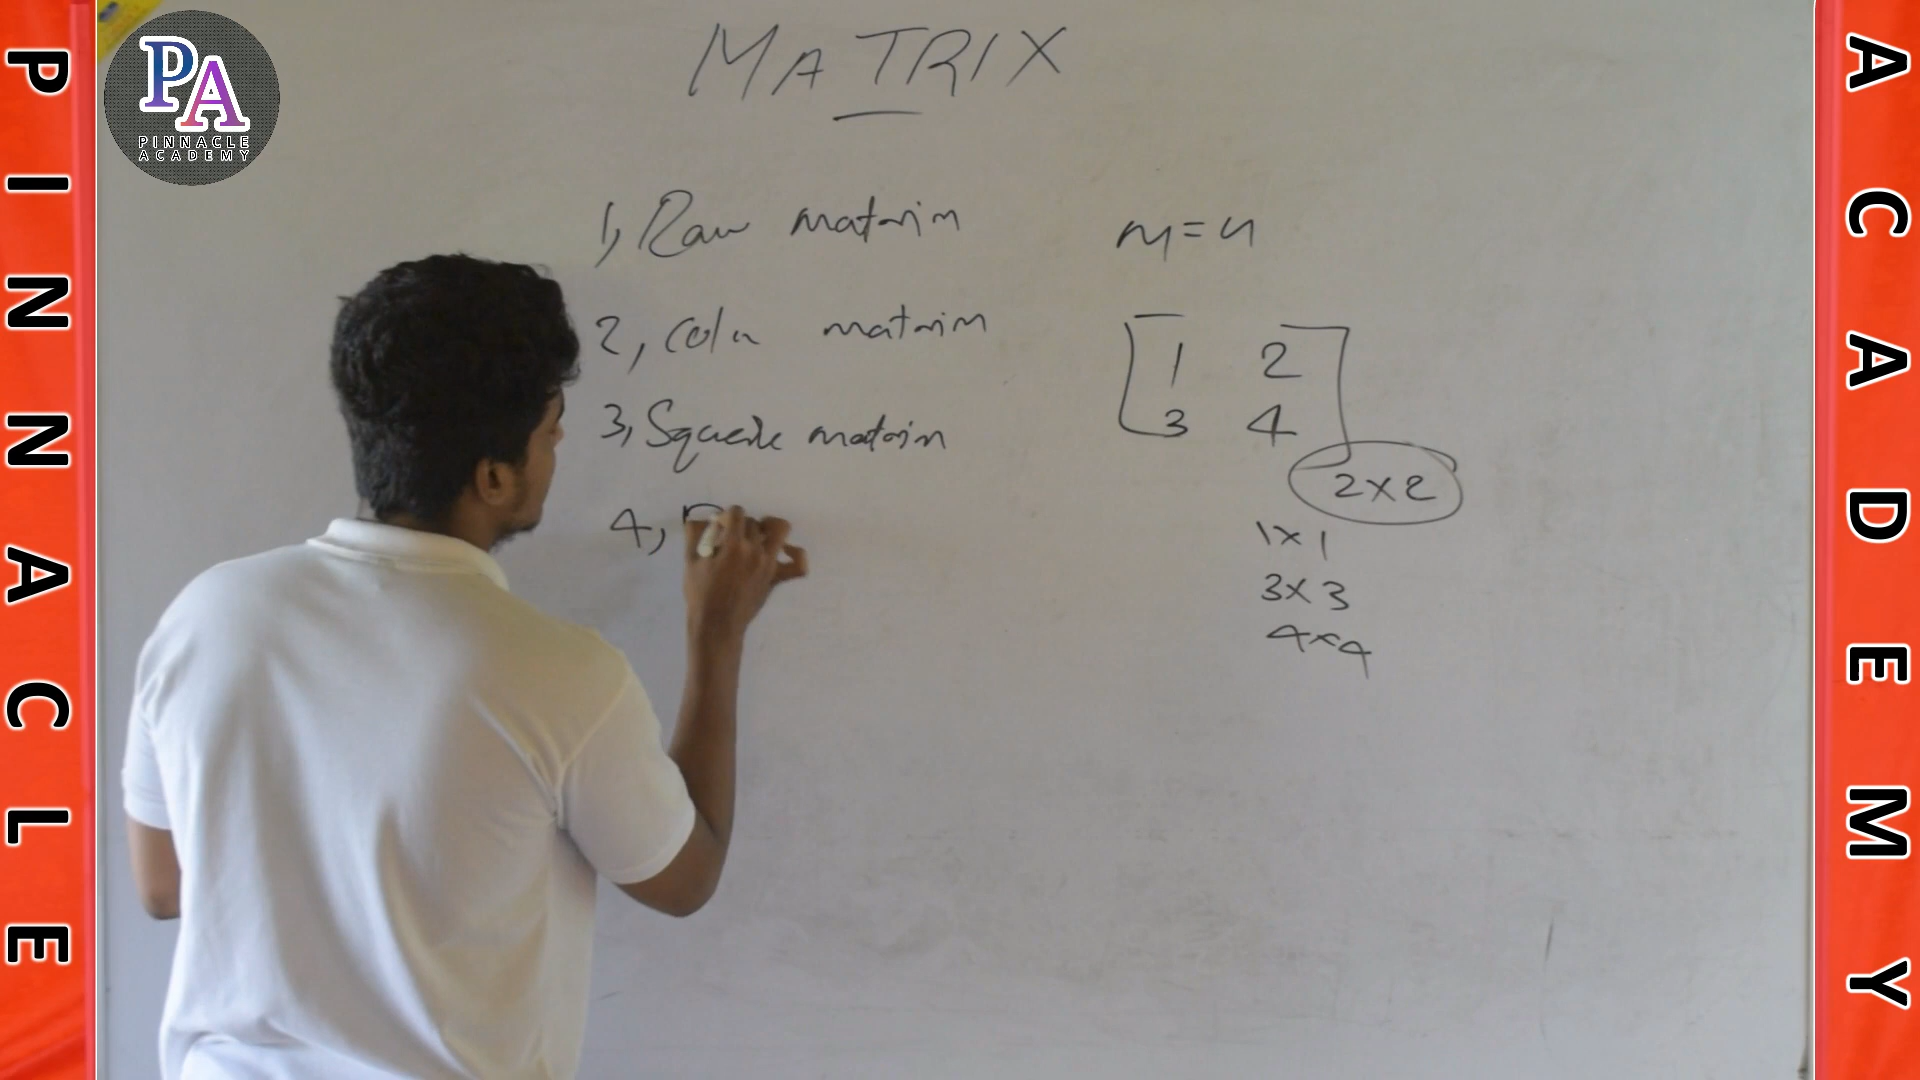 PINNACLE
PA
PINNACLE
ACADEMY
MATRIX
1, Raw matrix
2, Colu matrix
3, Square matrix
4,
m=n
1 2
3 4
2×2
1×1
3×3
4×4
ACADEMY